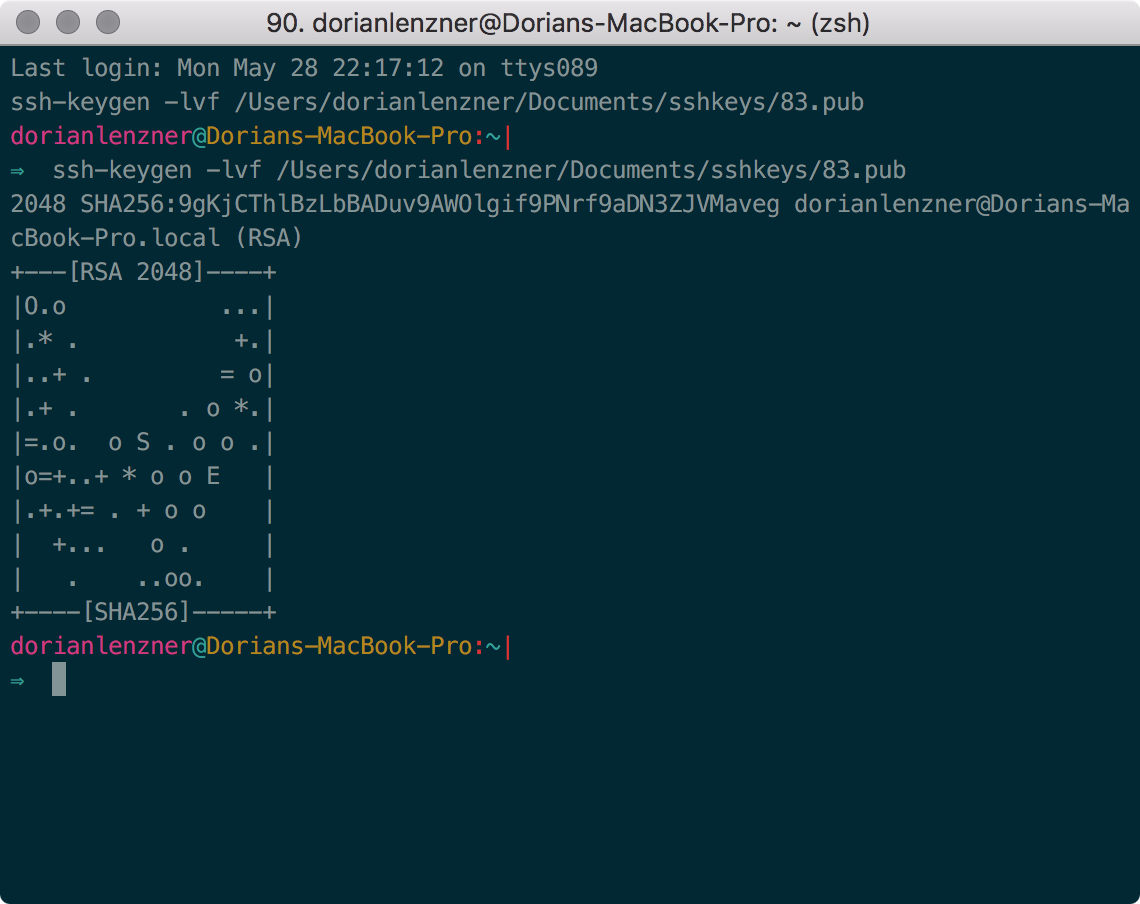 90. dorianlenzner@Dorians-MacBook-Pro: ~ (zsh)
Last login: Mon May 28 22:17:12 on ttys089
ssh-keygen -lvf /Users/dorianlenzner/Documents/sshkeys/83.pub
dorianlenzner@Dorians-MacBook-Pro:~|
⇒  ssh-keygen -lvf /Users/dorianlenzner/Documents/sshkeys/83.pub
2048 SHA256:9gKjCThlBzLbBADuv9AWOlgif9PNrf9aDN3ZJVMaveg dorianlenzner@Dorians-Ma
cBook-Pro.local (RSA)
+---[RSA 2048]----+
|O.o           ...|
|.* .           +.|
|..+ .         = o|
|.+ .       . o *.|
|=.o.  o S . o o .|
|o=+..+ * o o E   |
|.+.+= . + o o    |
|  +...   o .     |
|   .    ..oo.    |
+----[SHA256]-----+
dorianlenzner@Dorians-MacBook-Pro:~|
⇒